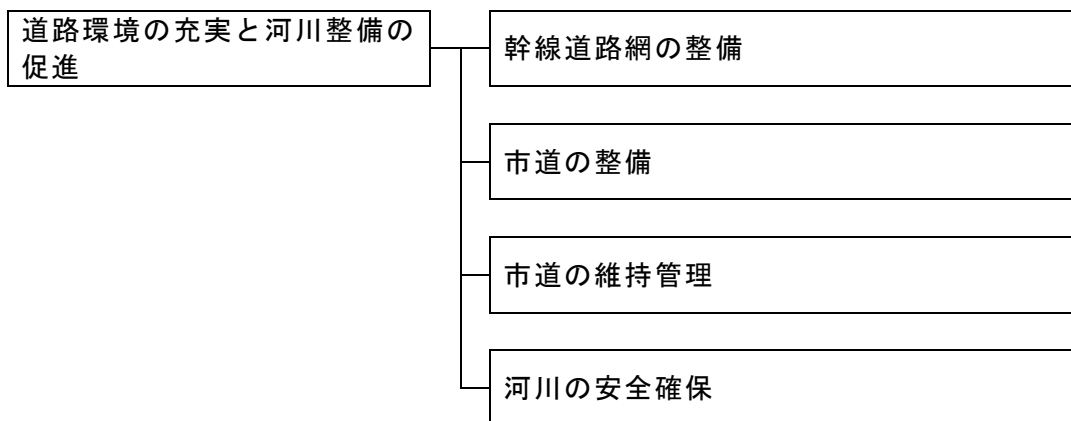 道路環境の充実と河川整備の
促進
幹線道路網の整備
市道の整備
市道の維持管理
河川の安全確保